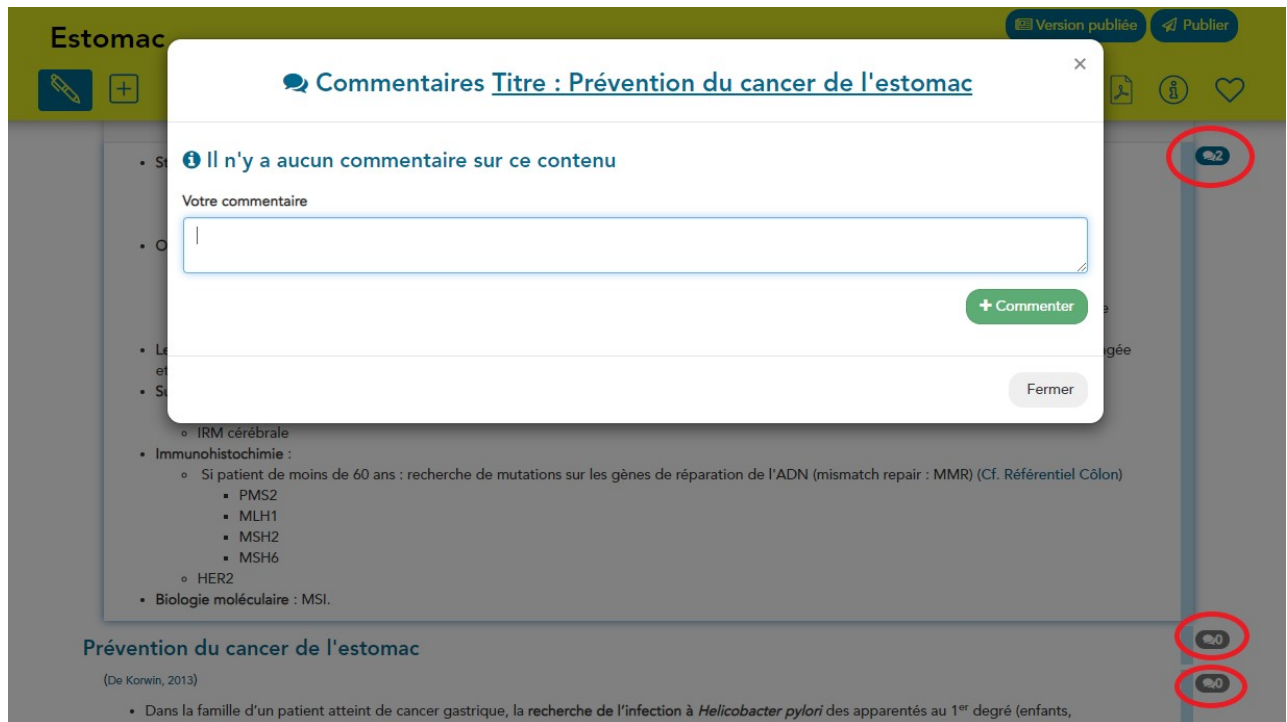 Estomac
Version publiée
Publier
×
Commentaires Titre : Prévention du cancer de l'estomac
2
Il n'y a aucun commentaire sur ce contenu
Votre commentaire
+ Commenter
Fermer
IRM cérébrale
Immunohistochimie :
Si patient de moins de 60 ans : recherche de mutations sur les gènes de réparation de l'ADN (mismatch repair : MMR) (Cf. Référentiel Côlon)
PMS2
MLH1
MSH2
MSH6
HER2
Biologie moléculaire : MSI.
Prévention du cancer de l'estomac
0
(De Korwin, 2013)
0
Dans la famille d'un patient atteint de cancer gastrique, la recherche de l'infection à Helicobacter pylori des apparentés au 1er degré (enfants,